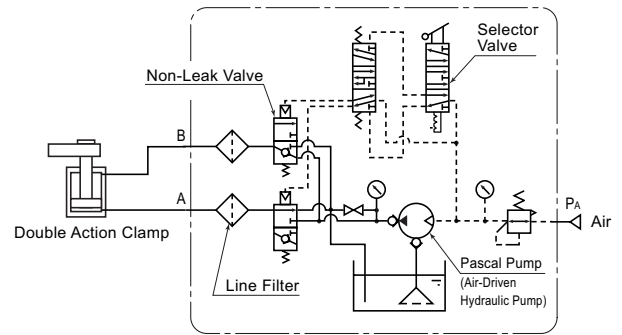 Selector
Valve
Non-Leak Valve
B
A
PA
Air
Double Action Clamp
Line Filter
Pascal Pump
(Air-Driven
Hydraulic Pump)